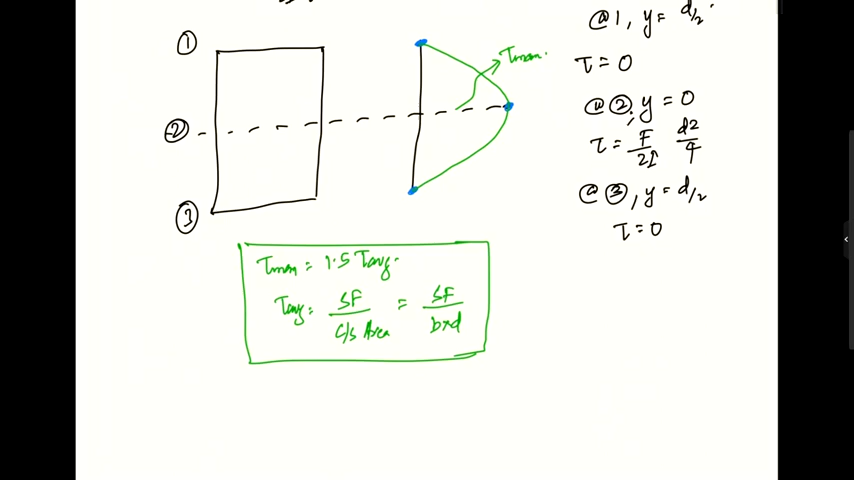 @1, y = d/2.
① τ = 0
τmax.
@②, y = 0
② τ = F/2I d2/4
@③, y = d/2
③ τ = 0
τmax = 1.5 τavg.
τavg = SF/c/s Area = SF/b×d